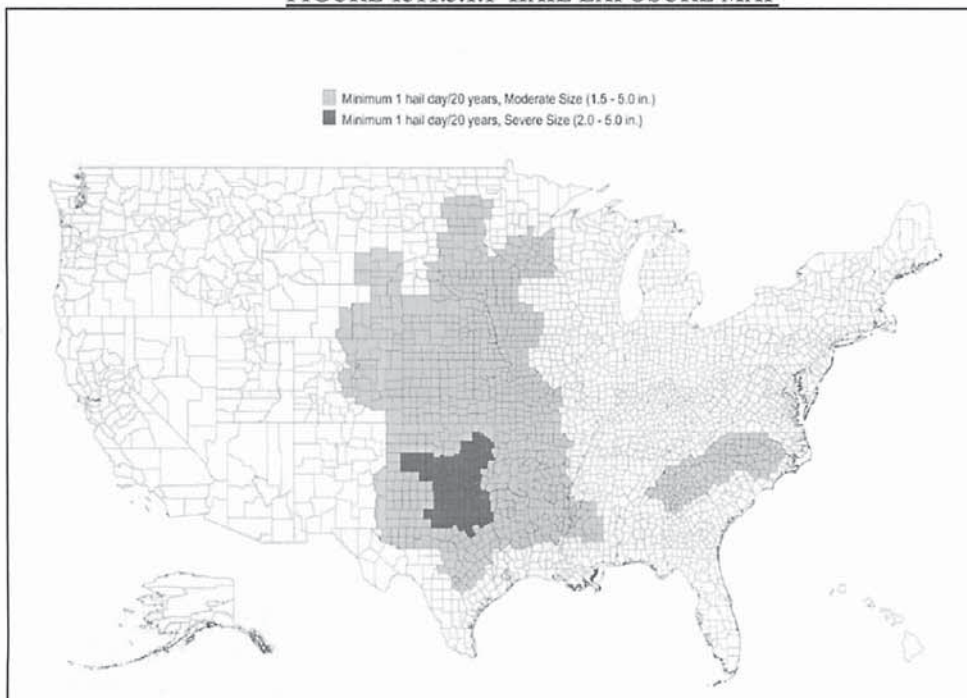 Minimum 1 hail day/20 years, Moderate Size (1.5 - 5.0 in.)
Minimum 1 hail day/20 years, Severe Size (2.0 - 5.0 in.)